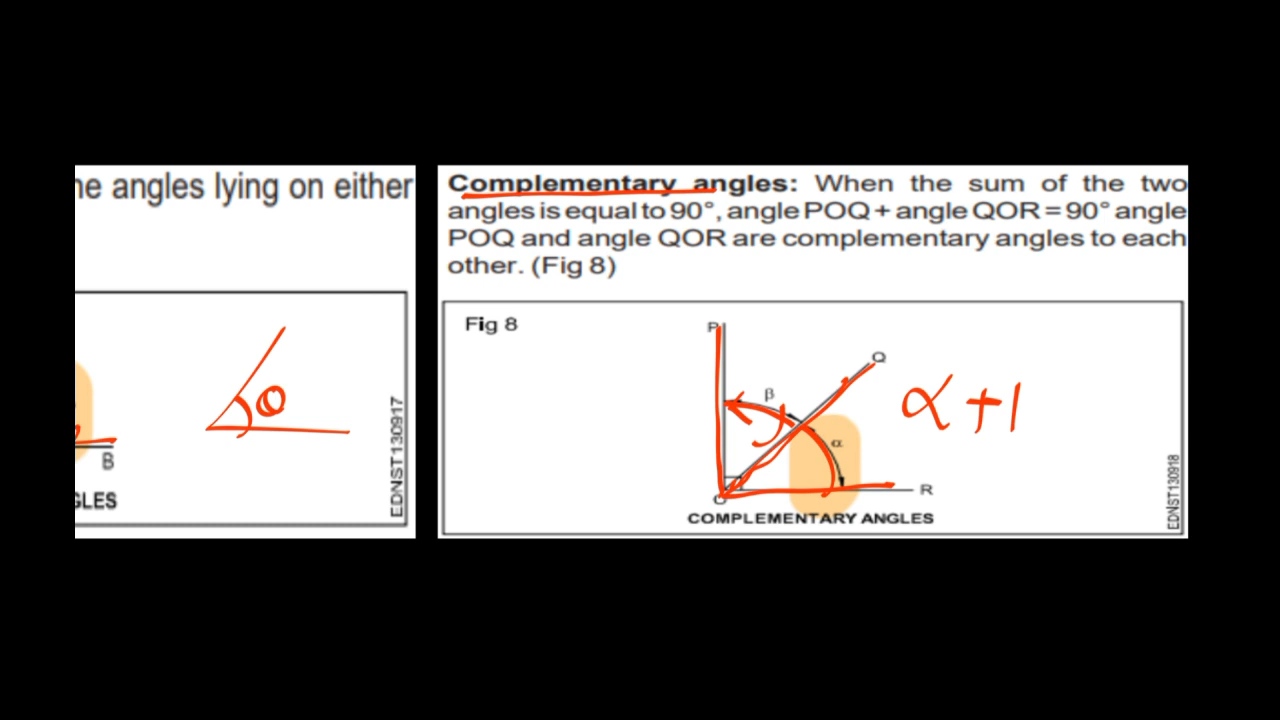 he angles lying on either
B
GLES
EDNST130917
θ
Complementary angles: When the sum of the two
angles is equal to 90°, angle POQ + angle QOR = 90° angle
POQ and angle QOR are complementary angles to each
other. (Fig 8)
Fig 8
P
Q
β
α
α+1
O
R
COMPLEMENTARY ANGLES
EDNST130918